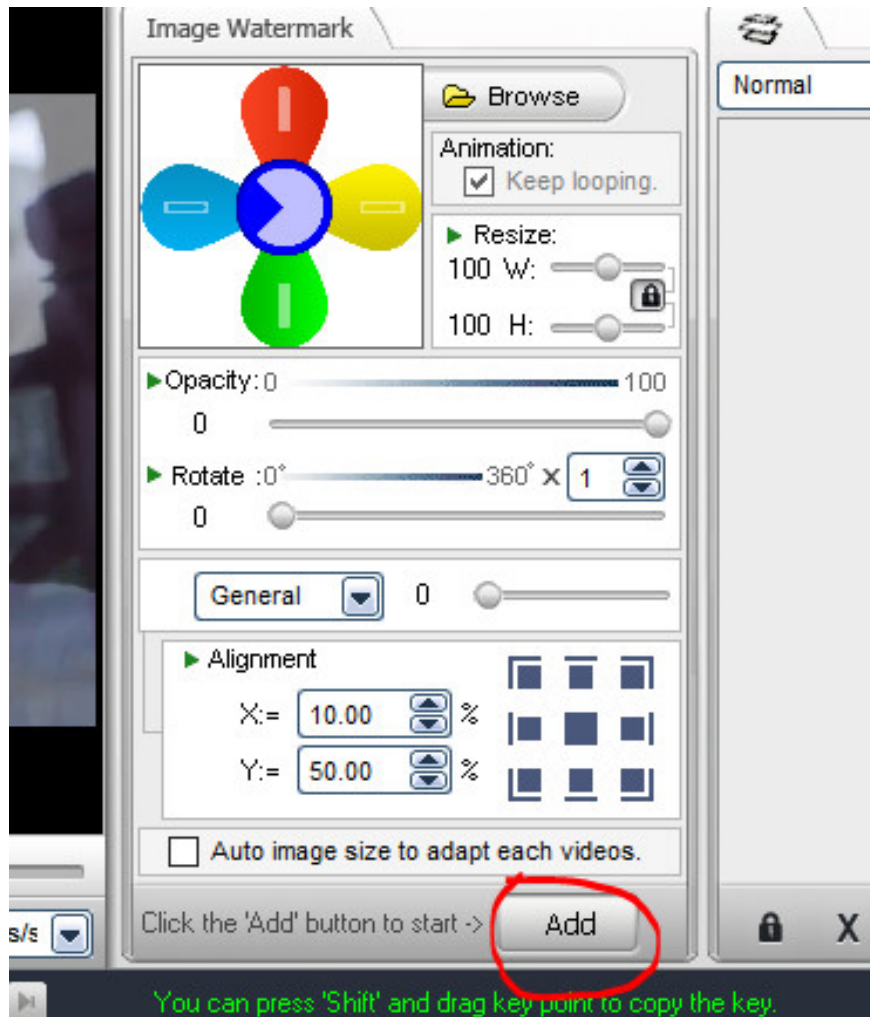 Image Watermark
Browse
Normal
Animation:
Keep looping.
Resize:
100 W:
100 H:
Opacity: 0 100
0
Rotate :0° 360° x 1
0
General 0
Alignment
X:= 10.00 %
Y:= 50.00 %
Auto image size to adapt each videos.
s/s
Click the 'Add' button to start -> Add
X
You can press 'Shift' and drag key point to copy the key.